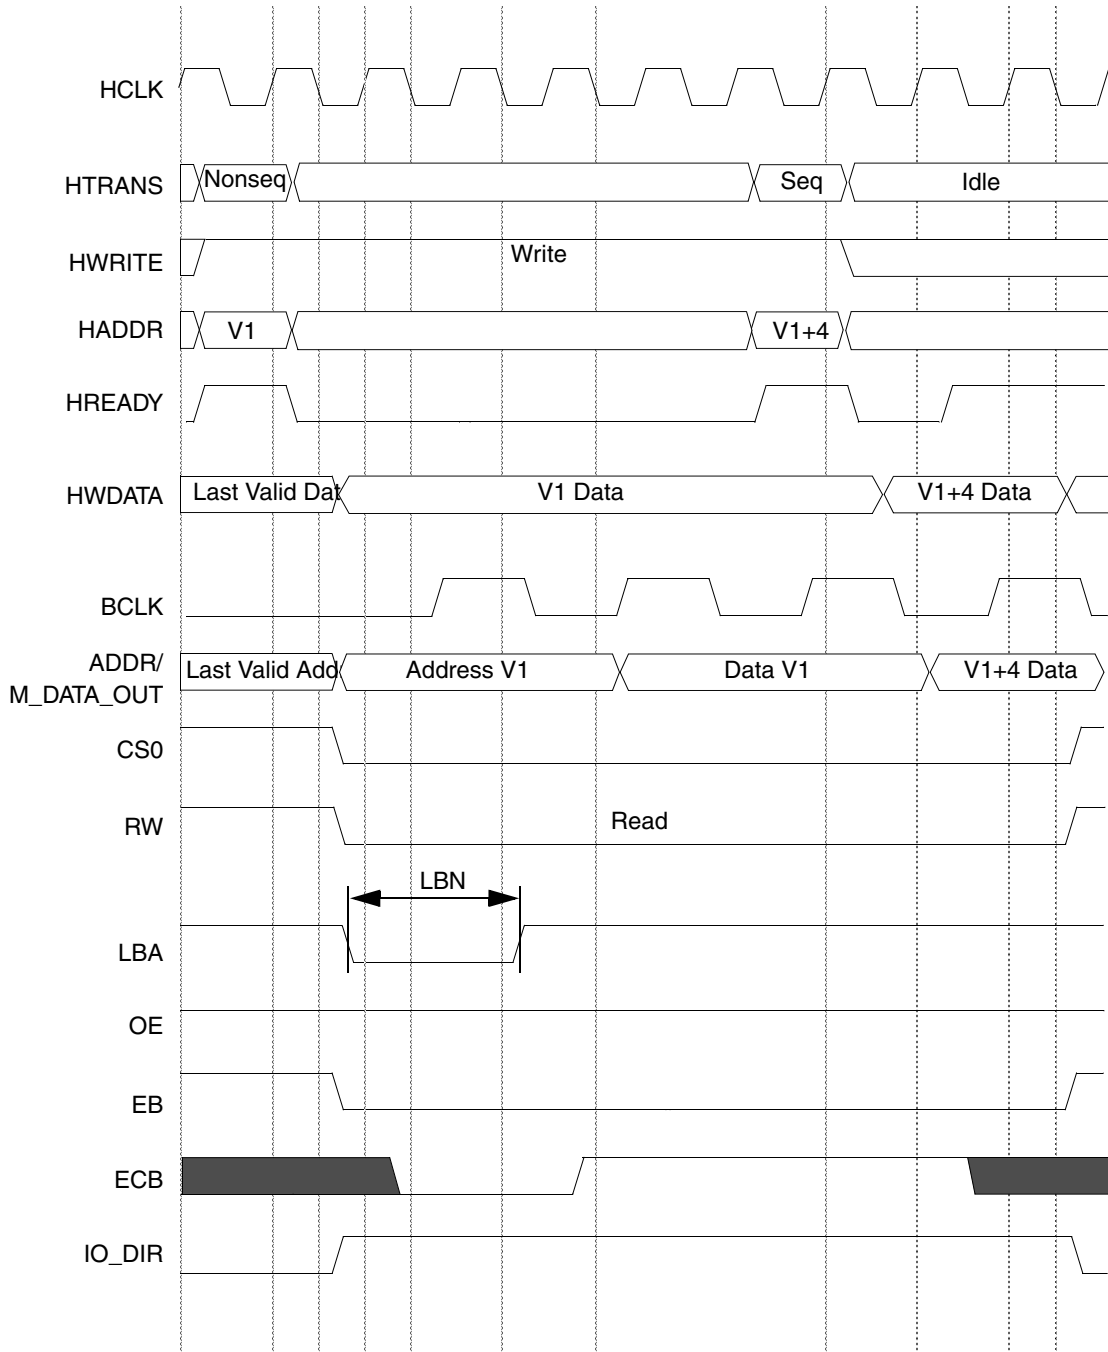 HCLK
HTRANS Nonseq Seq Idle
HWRITE Write
HADDR V1 V1+4
HREADY
HWDATA Last Valid Dat V1 Data V1+4 Data
BCLK
ADDR/
M_DATA_OUT Last Valid Add Address V1 Data V1 V1+4 Data
CS0
RW Read
LBN
LBA
OE
EB
ECB
IO_DIR